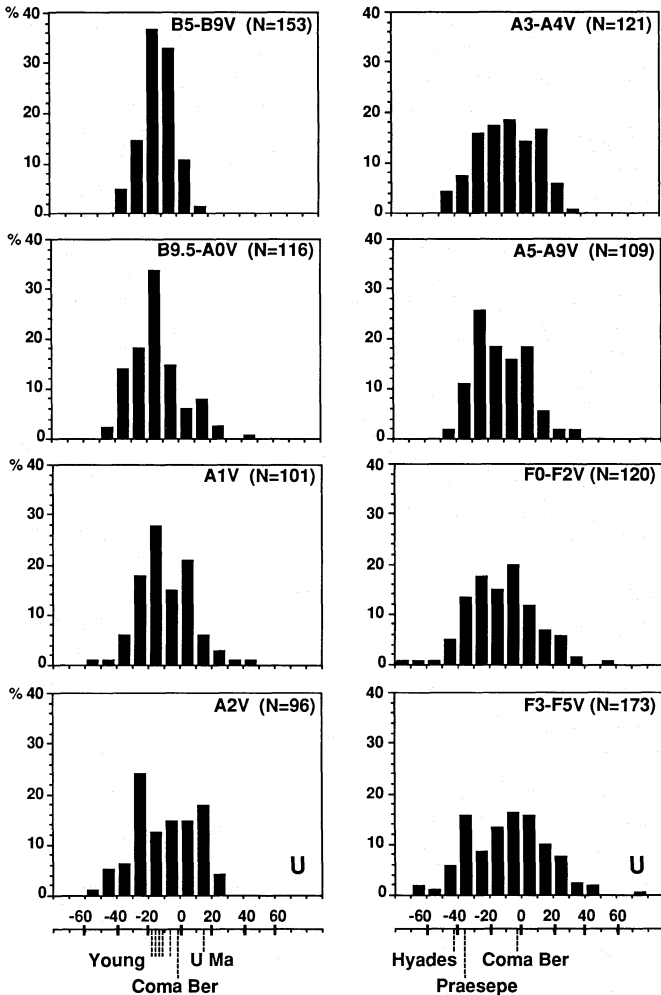 %
40
30
20
10
0
B5-B9V (N=153)
40
30
20
10
0
A3-A4V (N=121)
%
40
30
20
10
0
B9.5-A0V (N=116)
40
30
20
10
0
A5-A9V (N=109)
%
40
30
20
10
0
A1V (N=101)
40
30
20
10
0
F0-F2V (N=120)
%
40
30
20
10
0
A2V (N=96)
U
40
30
20
10
0
F3-F5V (N=173)
U
-60 -40 -20 0 20 40 60
Young
U Ma
Coma Ber
-60 -40 -20 0 20 40 60
Hyades
Coma Ber
Praesepe